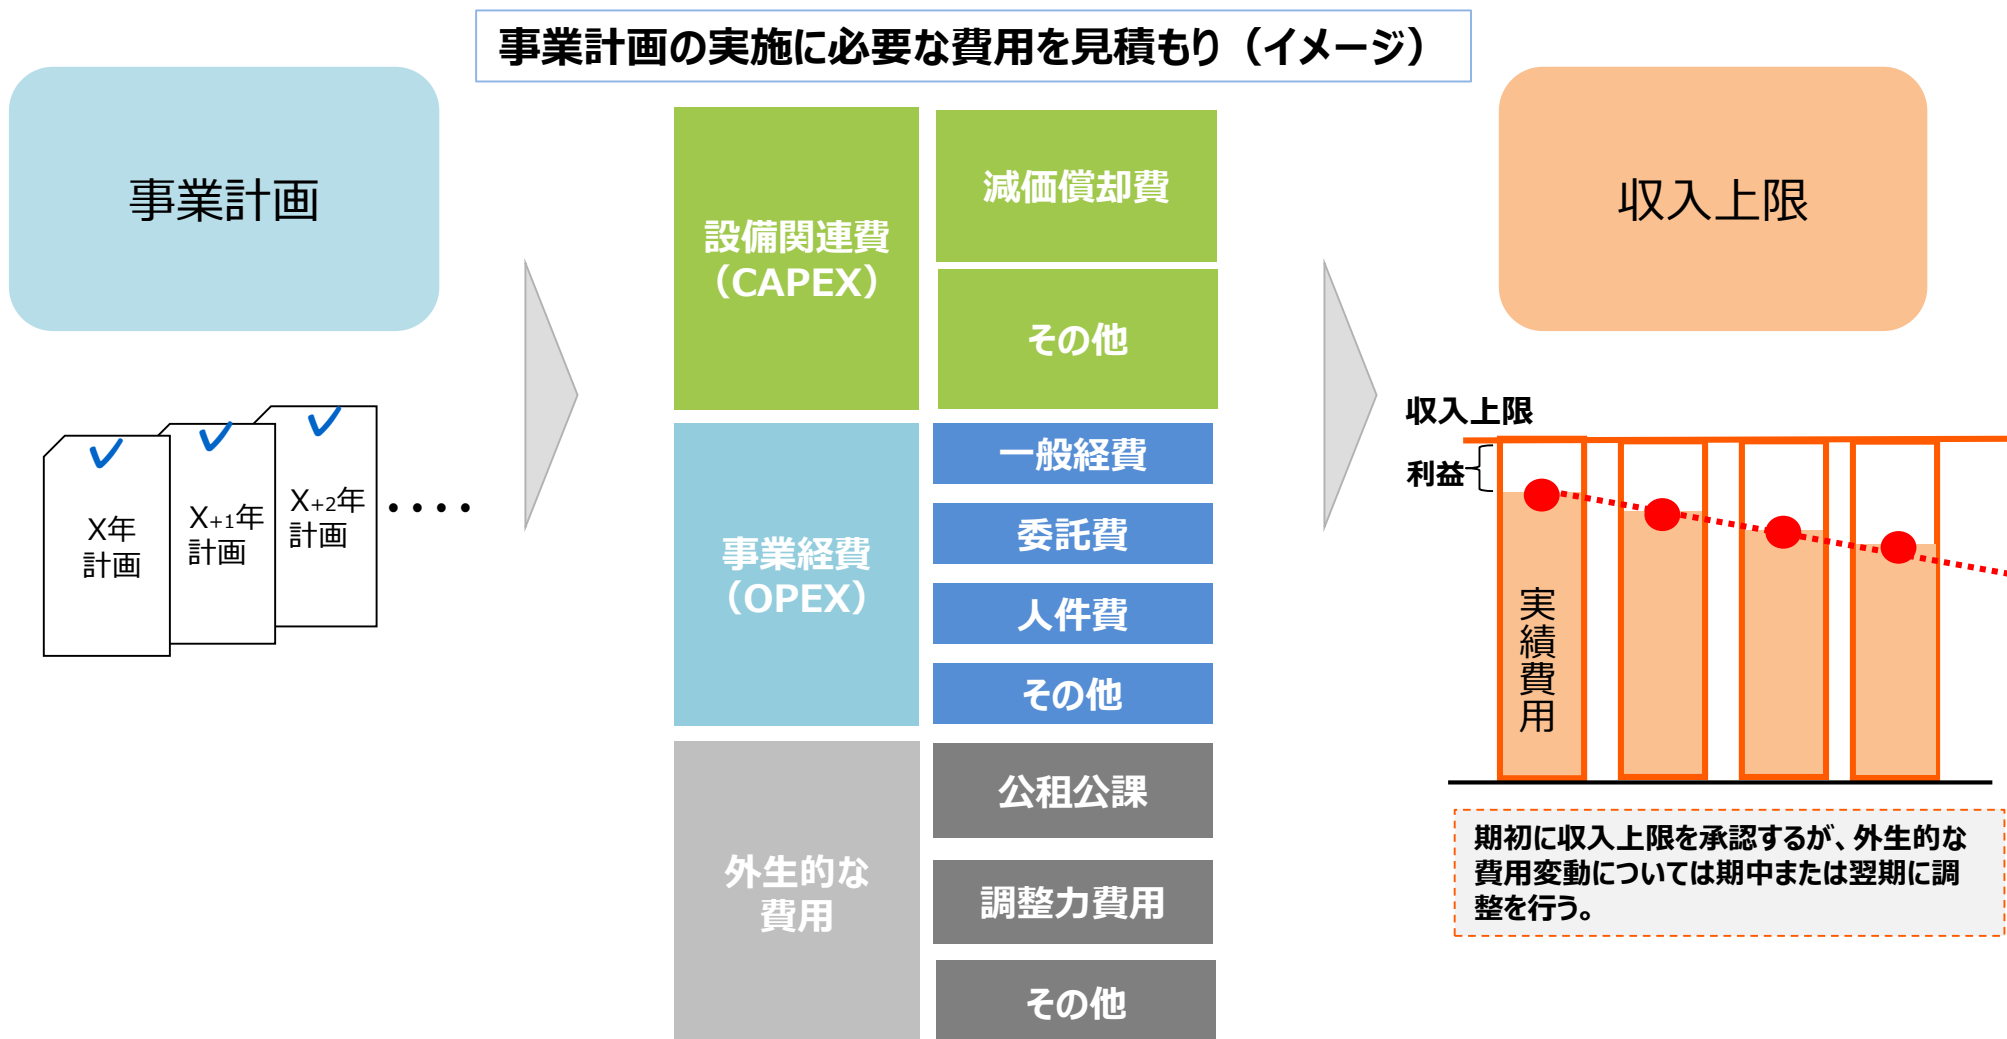 事業計画の実施に必要な費用を見積もり（イメージ）
事業計画
X年
計画
X+1年
計画
X+2年
計画
・・・・
設備関連費
（CAPEX）
減価償却費
その他
事業経費
（OPEX）
一般経費
委託費
人件費
その他
外生的な
費用
公租公課
調整力費用
その他
収入上限
収入上限
利益
実績費用
期初に収入上限を承認するが、外生的な
費用変動については期中または翌期に調
整を行う。